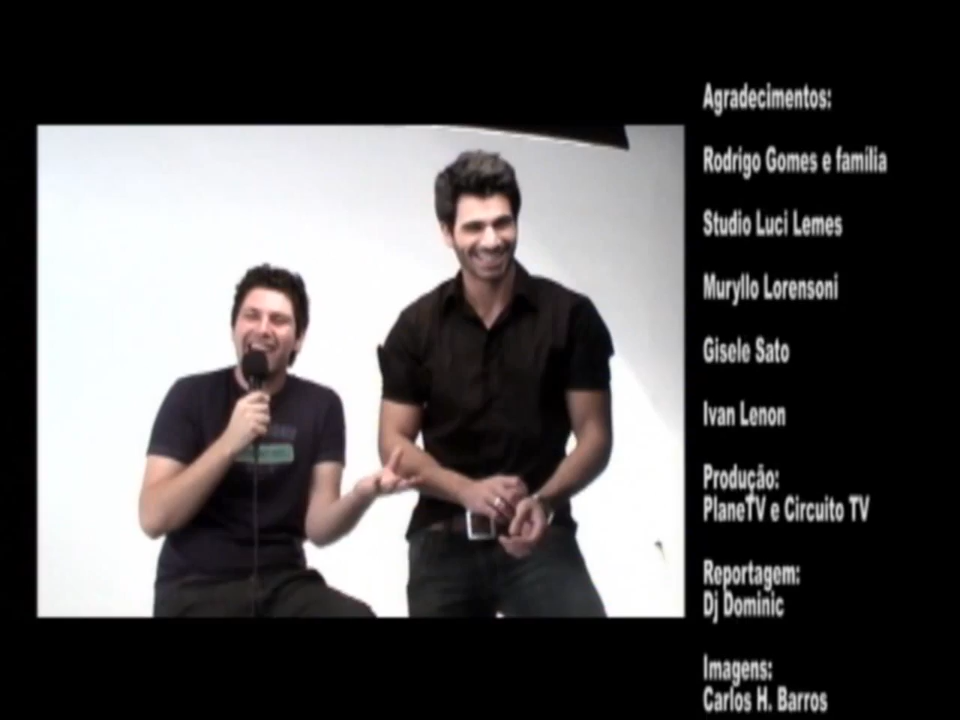 Agradecimentos:
Rodrigo Gomes e família
Studio Luci Lemes
Muryllo Lorensoni
Gisele Sato
Ivan Lenon
Produção:
PlaneTV e Circuito TV
Reportagem:
Dj Dominic
Imagens:
Carlos H. Barros